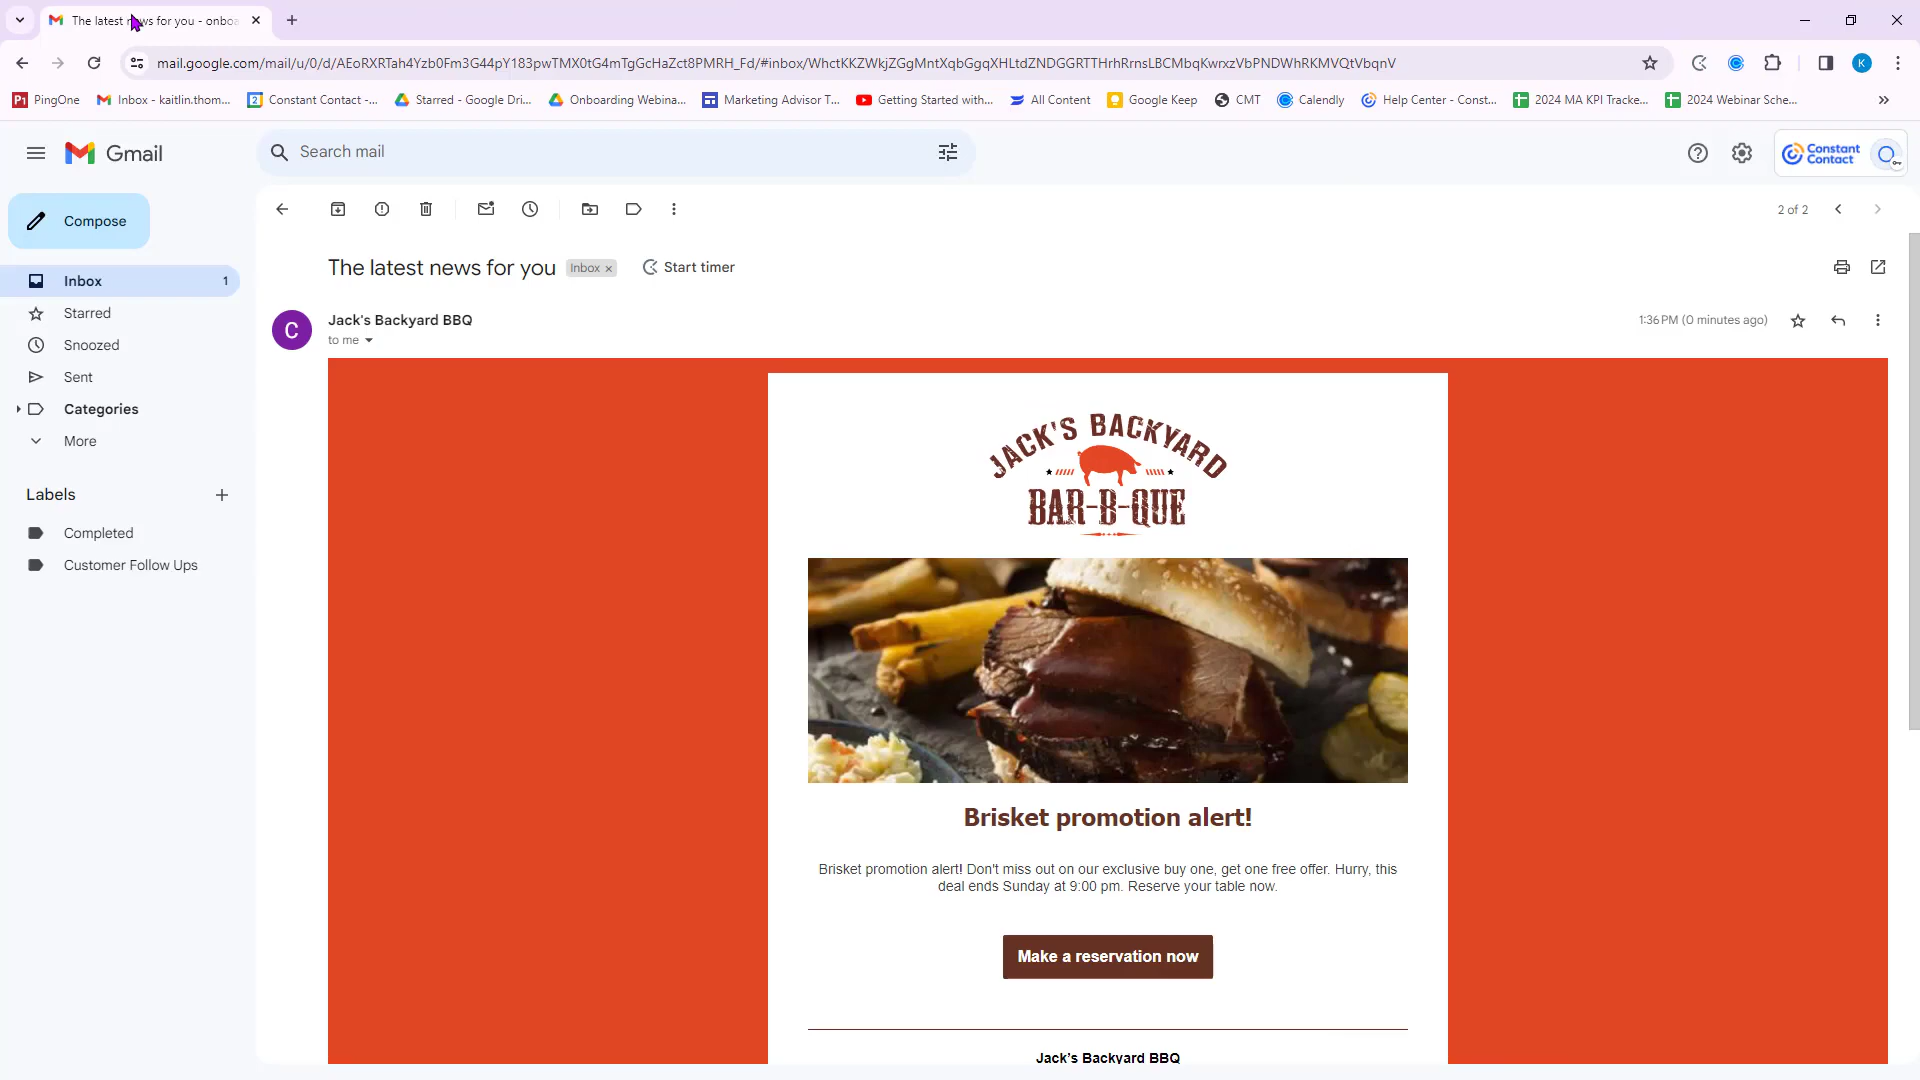 The latest news for you - onboa
mail.google.com/mail/u/0/d/AEoRXRTah4Yzb0Fm3G44pY183pwTMX0tG4mTgGcHaZct8PMRH_Fd/#inbox/WhctKKZWkjZGgMntXqbGgqXHLtdZNDGGRTTHrhRrnsLBCMbqKwrxzVbPNDWhRKMVQtVbqnV
PingOne Inbox - kaitlin.thom... Constant Contact -... Starred - Google Dri... Onboarding Webina... Marketing Advisor T... Getting Started with... All Content Google Keep CMT Calendly Help Center - Const... 2024 MA KPI Tracke... 2024 Webinar Sche...
Gmail
Search mail
Constant Contact
Compose
2 of 2
The latest news for you
Inbox
Start timer
Inbox 1
Starred
Snoozed
Sent
Categories
More
Labels
Completed
Customer Follow Ups
C
Jack's Backyard BBQ
to me
1:36 PM (0 minutes ago)
JACK'S BACKYARD
BAR-B-QUE
Brisket promotion alert!
Brisket promotion alert! Don't miss out on our exclusive buy one, get one free offer. Hurry, this
deal ends Sunday at 9:00 pm. Reserve your table now.
Make a reservation now
Jack's Backyard BBQ